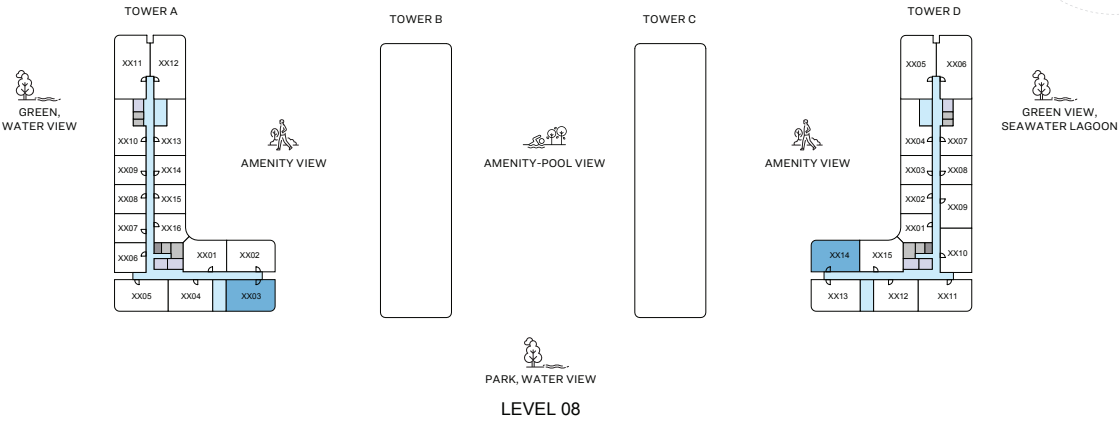 TOWER A
TOWER B
TOWER C
TOWER D
XX11 XX12
XX10 XX13
XX09 XX14
XX08 XX15
XX07 XX16
XX06 XX01 XX02
XX05 XX04 XX03
XX05 XX06
XX04 XX07
XX03 XX08
XX02 XX09
XX01
XX14 XX15 XX10
XX13 XX12 XX11
GREEN,
WATER VIEW
AMENITY VIEW
AMENITY-POOL VIEW
AMENITY VIEW
GREEN VIEW,
SEAWATER LAGOON
PARK, WATER VIEW
LEVEL 08